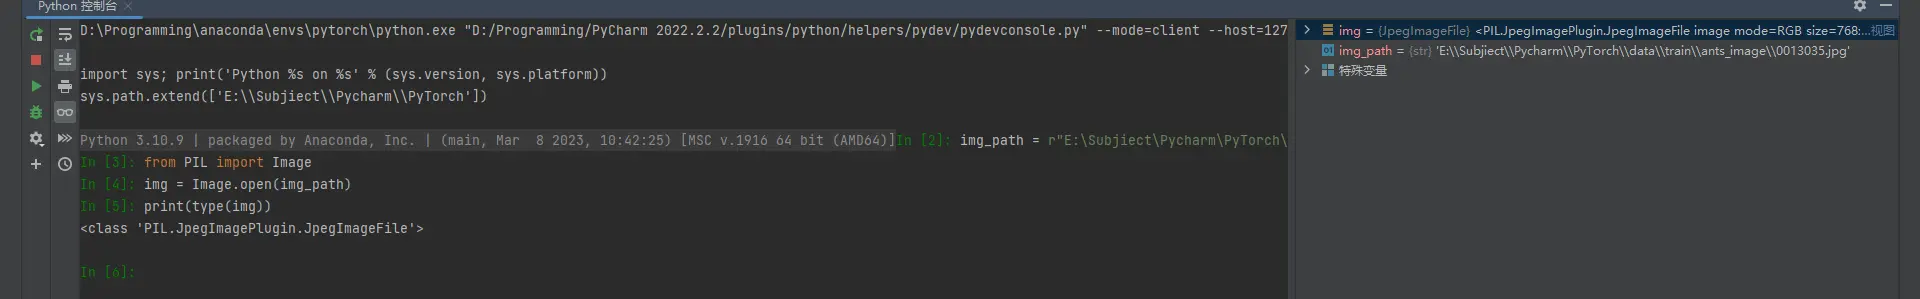 Python 控制台
D:\Programming\anaconda\envs\pytorch\python.exe "D:/Programming/PyCharm 2022.2.2/plugins/python/helpers/pydev/pydevconsole.py" --mode=client --host=127
import sys; print('Python %s on %s' % (sys.version, sys.platform))
sys.path.extend(['E:\\Subjiect\\Pycharm\\PyTorch'])
Python 3.10.9 | packaged by Anaconda, Inc. | (main, Mar  8 2023, 10:42:25) [MSC v.1916 64 bit (AMD64)]In [2]: img_path = r"E:\Subjiect\Pycharm\PyTorch\
In [3]: from PIL import Image
In [4]: img = Image.open(img_path)
In [5]: print(type(img))
<class 'PIL.JpegImagePlugin.JpegImageFile'>
In [6]:
img = {JpegImageFile} <PIL.JpegImagePlugin.JpegImageFile image mode=RGB size=768:...视图
img_path = {str} 'E:\\Subjiect\\Pycharm\\PyTorch\\data\\train\\ants_image\\0013035.jpg'
特殊变量